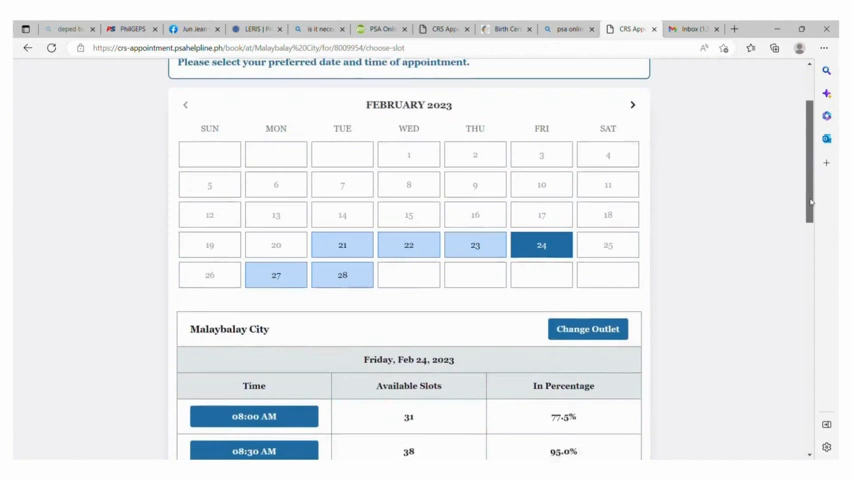 deped b
PhilGEPS
Jun Jean
LERIS | P
is it nece
PSA Onli
CRS App
Birth Cer
psa onli
CRS App
Inbox (1,
https://crs-appointment.psahelpline.ph/book/at/Malaybalay%20City/for/8009954/choose-slot
Please select your preferred date and time of appointment.
FEBRUARY 2023
SUN MON TUE WED THU FRI SAT
1 2 3 4
5 6 7 8 9 10 11
12 13 14 15 16 17 18
19 20 21 22 23 24 25
26 27 28
Malaybalay City
Change Outlet
Friday, Feb 24, 2023
Time Available Slots In Percentage
08:00 AM 31 77.5%
08:30 AM 38 95.0%